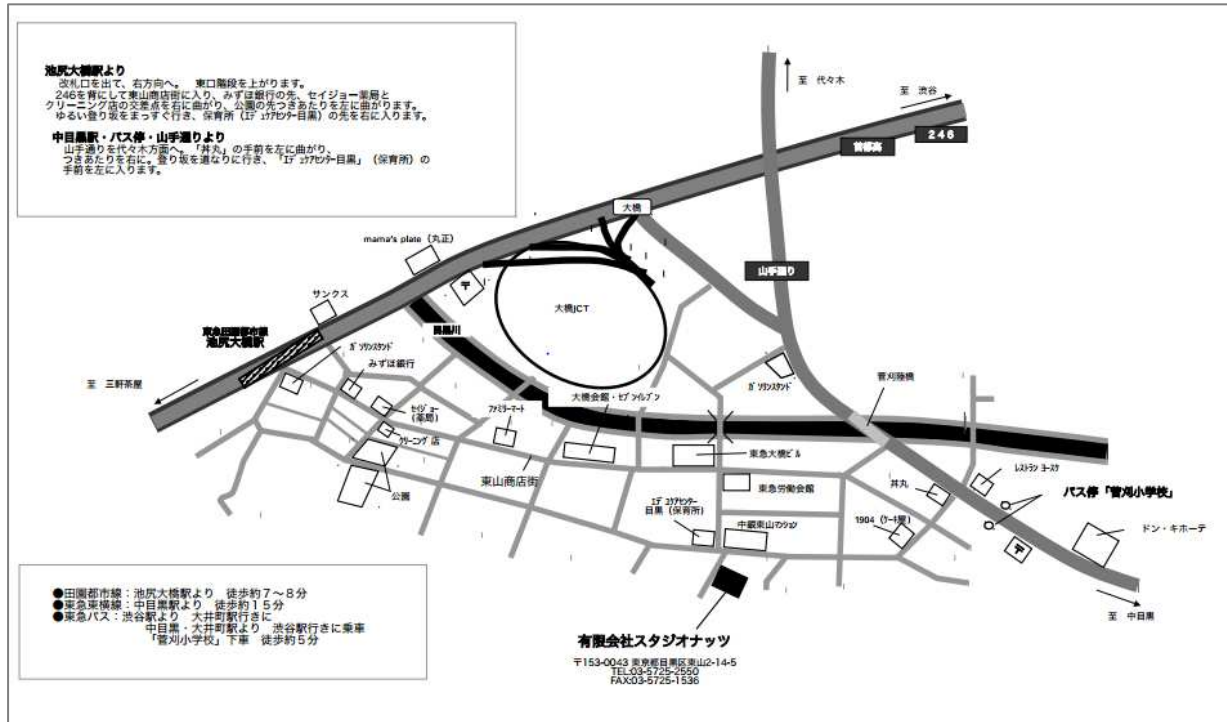 池尻大橋駅より
改札口を出て、右方向へ。 東口階段を上がります。
246を背にして東山商店街に入り、みずほ銀行の先、セイジョー薬局と
クリーニング店の交差点を右に曲がり、公園の先つきあたりを左に曲がります。
ゆるい登り坂をまっすぐ行き、保育所(エデュケアセンター目黒)の先を右に入ります。
中目黒駅・バス停・山手通りより
山手通りを代々木方面へ。「丼丸」の手前を左に曲がり、
つきあたりを右に。登り坂を道なりに行き、「エデュケアセンター目黒」(保育所)の
手前を左に入ります。
至 代々木
至 渋谷
246
首都高
大橋
mama's plate(丸正)
山手通り
〒
サンクス
大橋JCT
目黒川
東急田園都市線
池尻大橋駅
ガソリンスタンド
みずほ銀行
至 三軒茶屋
ガソリンスタンド
菅刈陸橋
大橋会館・セブンイレブン
セイジョー
(薬局)
ファミリーマート
クリーニング店
東急大橋ビル
東山商店街
レストラン ヨースケ
丼丸
東急労働会館
バス停「菅刈小学校」
公園
エデュケアセンター
目黒(保育所)
中銀東山マンション
1904(ケーキ屋)
ドン・キホーテ
〒
●田園都市線:池尻大橋駅より 徒歩約7~8分
●東急東横線:中目黒駅より 徒歩約15分
●東急バス:渋谷駅より 大井町駅行きに
中目黒・大井町駅より 渋谷駅行きに乗車
「菅刈小学校」下車 徒歩約5分
至 中目黒
有限会社スタジオナッツ
〒153-0043 東京都目黒区東山2-14-5
TEL:03-5725-2550
FAX:03-5725-1536